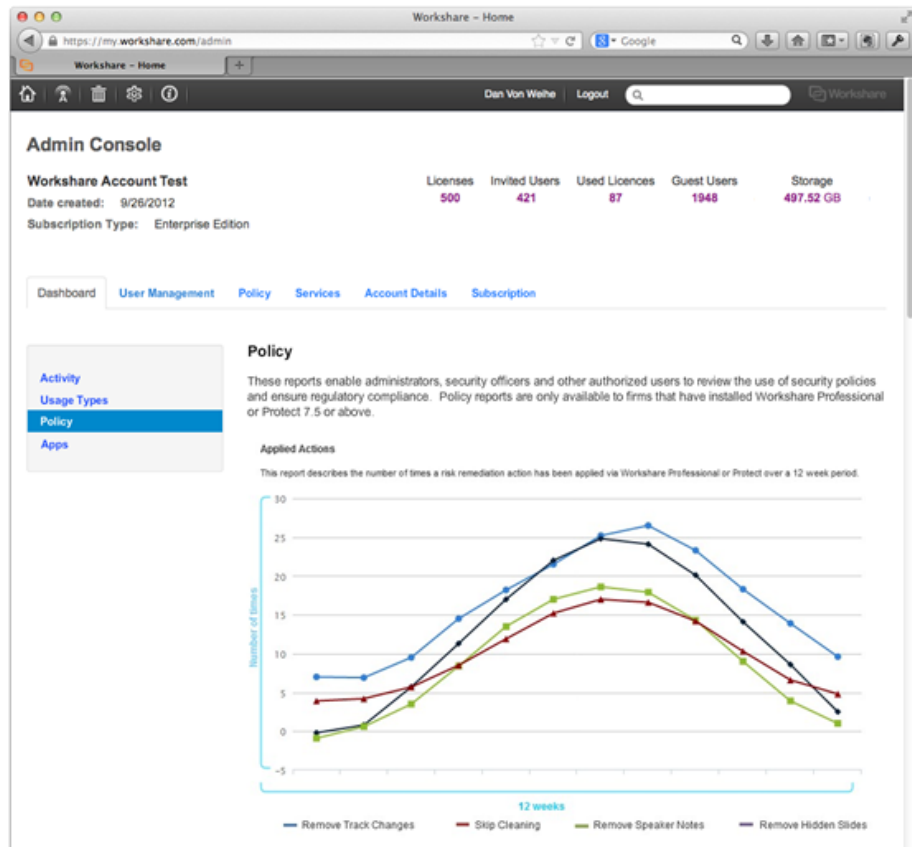 Workshare – Home
https://my.workshare.com/admin
Google
Workshare – Home
Dan Von Weihe Logout Workshare
Admin Console
Workshare Account Test
Date created: 9/26/2012
Subscription Type: Enterprise Edition
Licenses Invited Users Used Licences Guest Users Storage
500 421 87 1948 497.52 GB
Dashboard User Management Policy Services Account Details Subscription
Activity
Usage Types
Policy
Apps
Policy
These reports enable administrators, security officers and other authorized users to review the use of security policies
and ensure regulatory compliance. Policy reports are only available to firms that have installed Workshare Professional
or Protect 7.5 or above.
Applied Actions
This report describes the number of times a risk remediation action has been applied via Workshare Professional or Protect over a 12 week period.
Number of times
30
25
20
15
10
5
0
-5
12 weeks
Remove Track Changes Skip Cleaning Remove Speaker Notes Remove Hidden Slides